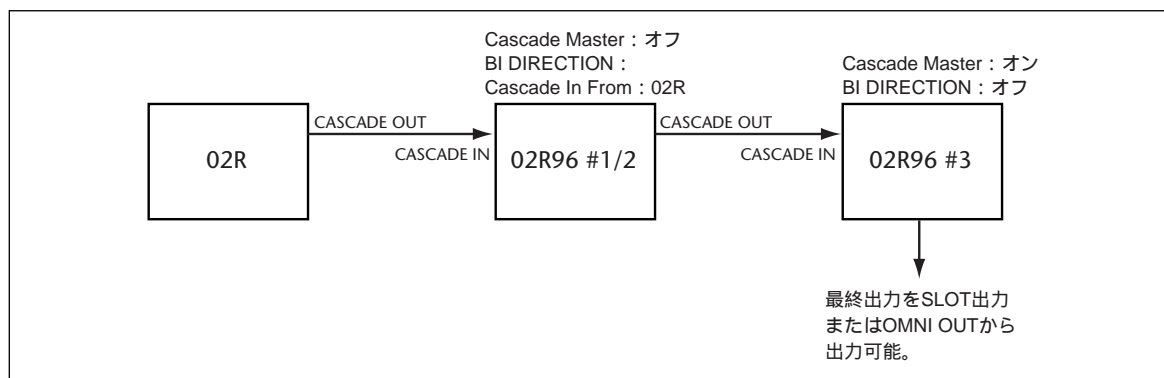 Cascade Master：オフ
BI DIRECTION：
Cascade In From：02R
Cascade Master：オン
BI DIRECTION：オフ
02R
CASCADE OUT
CASCADE IN
02R96 #1/2
CASCADE OUT
CASCADE IN
02R96 #3
最終出力をSLOT出力
またはOMNI OUTから
出力可能。